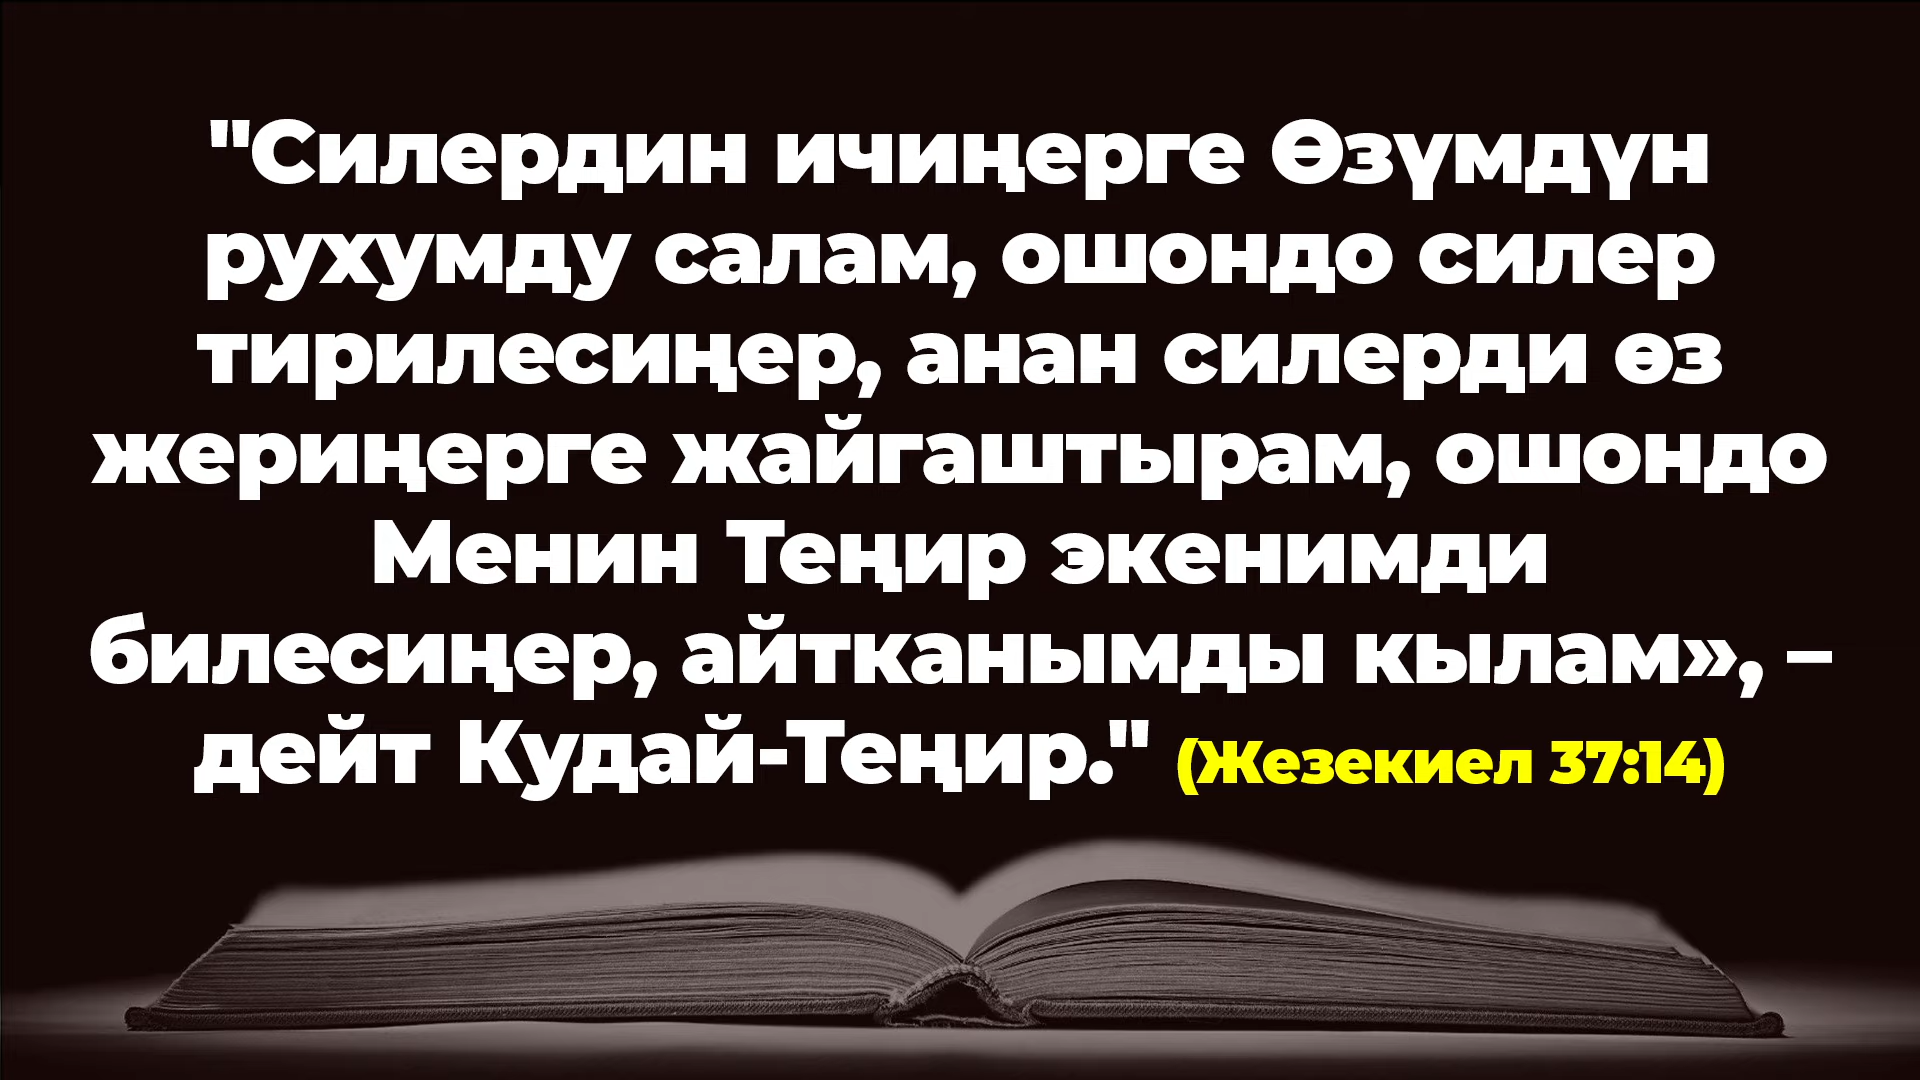 "Силердин ичиңерге Өзүмдүн
рухумду салам, ошондо силер
тирилесиңер, анан силерди өз
жериңерге жайгаштырам, ошондо
Менин Теңир экенимди
билесиңер, айтканымды кылам», –
дейт Кудай-Теңир." (Жезекиел 37:14)